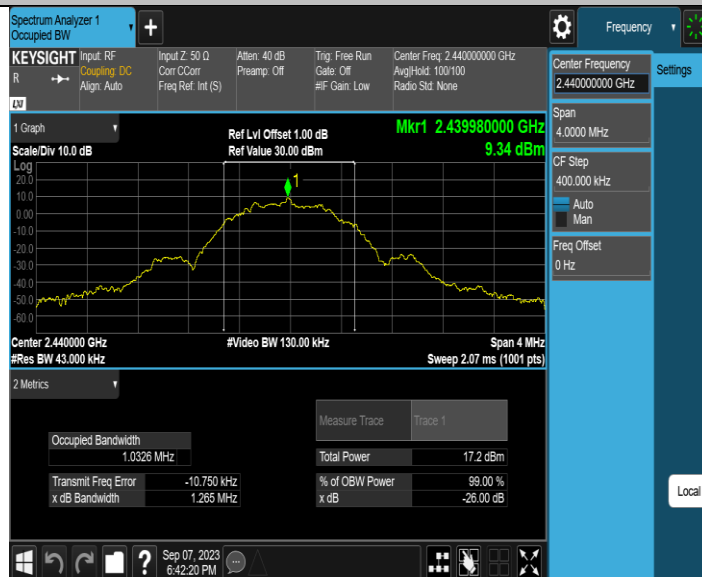 Spectrum Analyzer 1
Occupied BW
+
Frequency
KEYSIGHT
R
LXI
Input: RF
Coupling: DC
Align: Auto
Input Z: 50 Ω
Corr CCorr
Freq Ref: Int (S)
Atten: 40 dB
Preamp: Off
Trig: Free Run
Gate: Off
#IF Gain: Low
Center Freq: 2.440000000 GHz
Avg|Hold: 100/100
Radio Std: None
Center Frequency
2.440000000 GHz
Settings
Span
4.0000 MHz
CF Step
400.000 kHz
Auto
Man
Freq Offset
0 Hz
1 Graph
Scale/Div 10.0 dB
Ref Lvl Offset 1.00 dB
Ref Value 30.00 dBm
Mkr1 2.439980000 GHz
9.34 dBm
Log
20.0
10.0
0.00
-10.0
-20.0
-30.0
-40.0
-50.0
-60.0
1
Center 2.440000 GHz
#Res BW 43.000 kHz
#Video BW 130.00 kHz
Span 4 MHz
Sweep 2.07 ms (1001 pts)
2 Metrics
Measure Trace
Trace 1
Occupied Bandwidth
1.0326 MHz
Total Power
17.2 dBm
Transmit Freq Error
-10.750 kHz
% of OBW Power
99.00 %
x dB Bandwidth
1.265 MHz
x dB
-26.00 dB
Local
?
Sep 07, 2023
6:42:20 PM